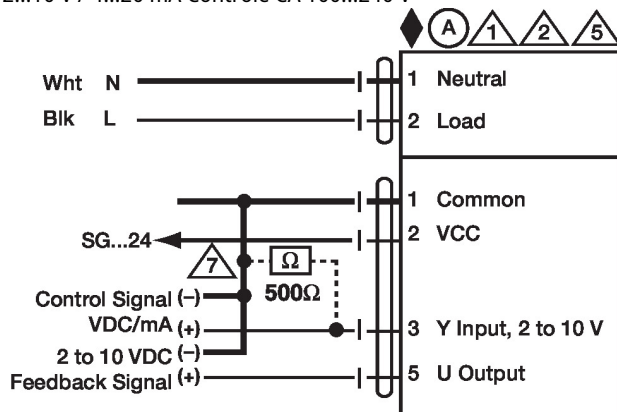 A 1 2 5
Wht N 1 Neutral
Blk L 2 Load
1 Common
SG...24 2 VCC
7 Ω
500Ω
Control Signal (-)
VDC/mA (+) 3 Y Input, 2 to 10 V
2 to 10 VDC (-)
Feedback Signal (+) 5 U Output